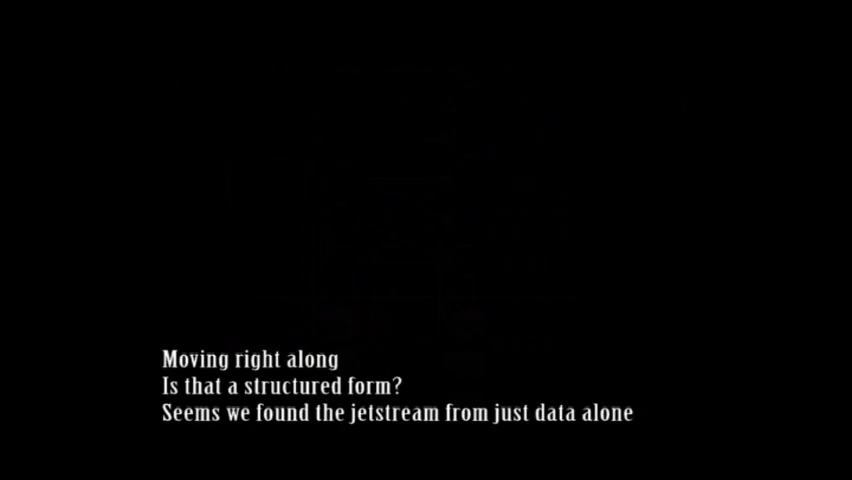 Moving right along
Is that a structured form?
Seems we found the jetstream from just data alone